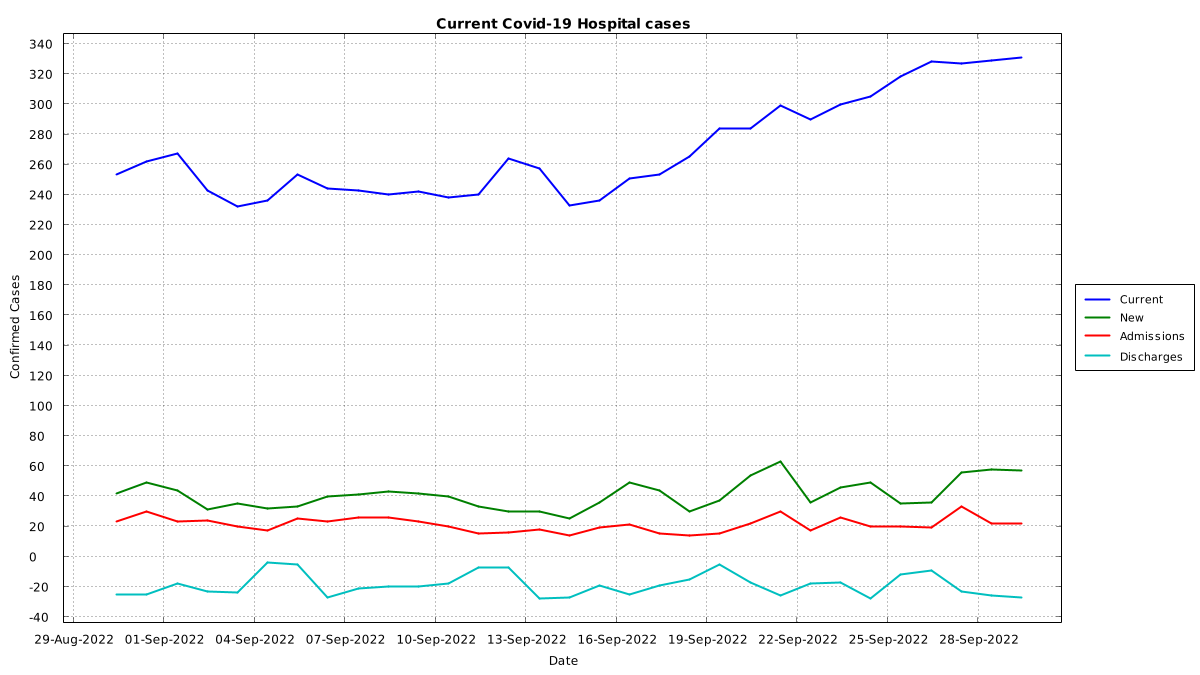 Current Covid-19 Hospital cases
340
320
300
280
260
240
220
200
180
160
140
120
100
80
60
40
20
0
-20
-40
Confirmed Cases
29-Aug-2022 01-Sep-2022 04-Sep-2022 07-Sep-2022 10-Sep-2022 13-Sep-2022 16-Sep-2022 19-Sep-2022 22-Sep-2022 25-Sep-2022 28-Sep-2022
Date
Current
New
Admissions
Discharges